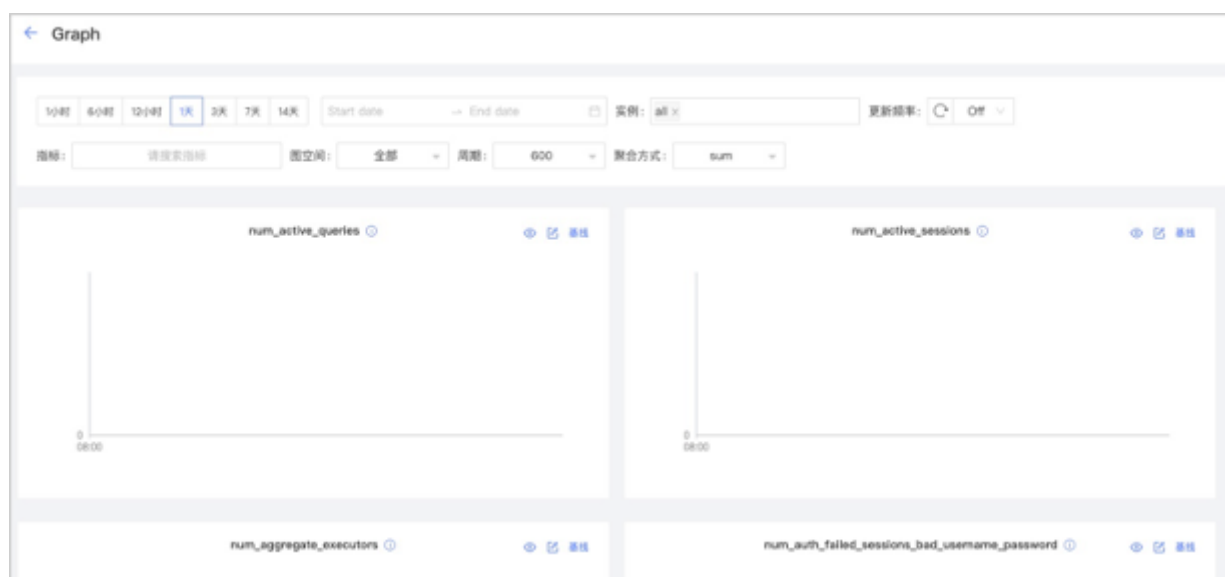 Graph
1小时 6小时 12小时 1天 3天 7天 14天 Start date → End date 实例: all × 更新频率: Off
指标: 请搜索指标 图空间: 全部 周期: 600 聚合方式: sum
num_active_queries 基线
num_active_sessions 基线
0
08:00
0
08:00
num_aggregate_executors 基线
num_auth_failed_sessions_bad_username_password 基线